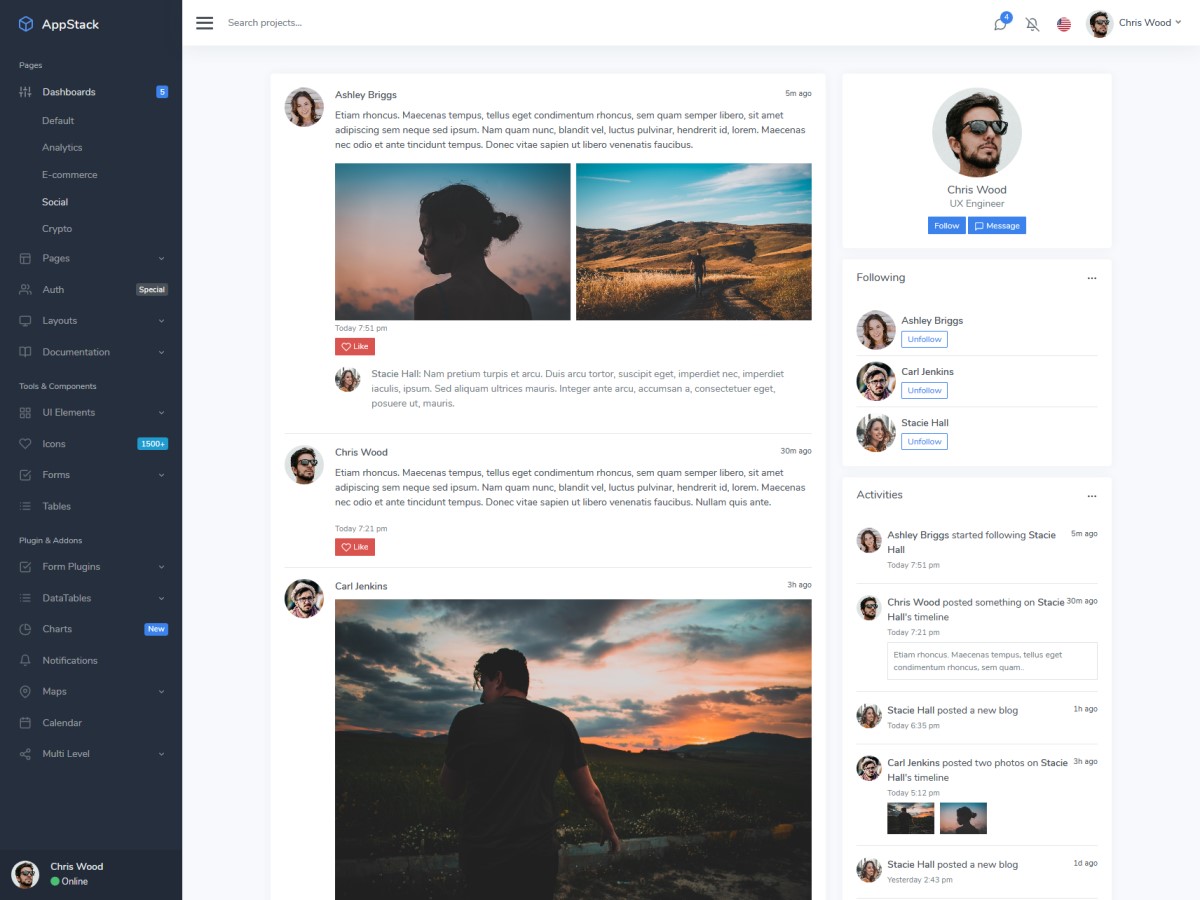 AppStack
Pages
Dashboards 5
Default
Analytics
E-commerce
Social
Crypto
Pages
Auth Special
Layouts
Documentation
Tools & Components
UI Elements
Icons 1500+
Forms
Tables
Plugin & Addons
Form Plugins
DataTables
Charts New
Notifications
Maps
Calendar
Multi Level
Chris Wood
Online
Search projects...
4
Chris Wood
Ashley Briggs 5m ago
Etiam rhoncus. Maecenas tempus, tellus eget condimentum rhoncus, sem quam semper libero, sit amet
adipiscing sem neque sed ipsum. Nam quam nunc, blandit vel, luctus pulvinar, hendrerit id, lorem. Maecenas
nec odio et ante tincidunt tempus. Donec vitae sapien ut libero venenatis faucibus.
Today 7:51 pm
Like
Stacie Hall: Nam pretium turpis et arcu. Duis arcu tortor, suscipit eget, imperdiet nec, imperdiet
iaculis, ipsum. Sed aliquam ultrices mauris. Integer ante arcu, accumsan a, consectetuer eget,
posuere ut, mauris.
Chris Wood 30m ago
Etiam rhoncus. Maecenas tempus, tellus eget condimentum rhoncus, sem quam semper libero, sit amet
adipiscing sem neque sed ipsum. Nam quam nunc, blandit vel, luctus pulvinar, hendrerit id, lorem. Maecenas
nec odio et ante tincidunt tempus. Donec vitae sapien ut libero venenatis faucibus. Nullam quis ante.
Today 7:21 pm
Like
Carl Jenkins 3h ago
Chris Wood
UX Engineer
Follow Message
Following
Ashley Briggs
Unfollow
Carl Jenkins
Unfollow
Stacie Hall
Unfollow
Activities
Ashley Briggs started following Stacie 5m ago
Hall
Today 7:51 pm
Chris Wood posted something on Stacie 30m ago
Hall's timeline
Today 7:21 pm
Etiam rhoncus. Maecenas tempus, tellus eget
condimentum rhoncus, sem quam..
Stacie Hall posted a new blog 1h ago
Today 6:35 pm
Carl Jenkins posted two photos on Stacie 3h ago
Hall's timeline
Today 5:12 pm
Stacie Hall posted a new blog 1d ago
Yesterday 2:43 pm